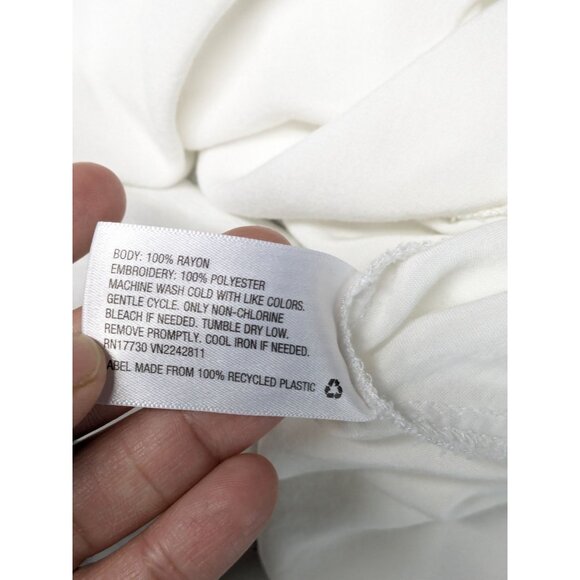 BODY: 100% RAYON
EMBROIDERY: 100% POLYESTER
MACHINE WASH COLD WITH LIKE COLORS.
GENTLE CYCLE. ONLY NON-CHLORINE
BLEACH IF NEEDED. TUMBLE DRY LOW.
REMOVE PROMPTLY. COOL IRON IF NEEDED.
RN17730 VN2242811
ABEL MADE FROM 100% RECYCLED PLASTIC